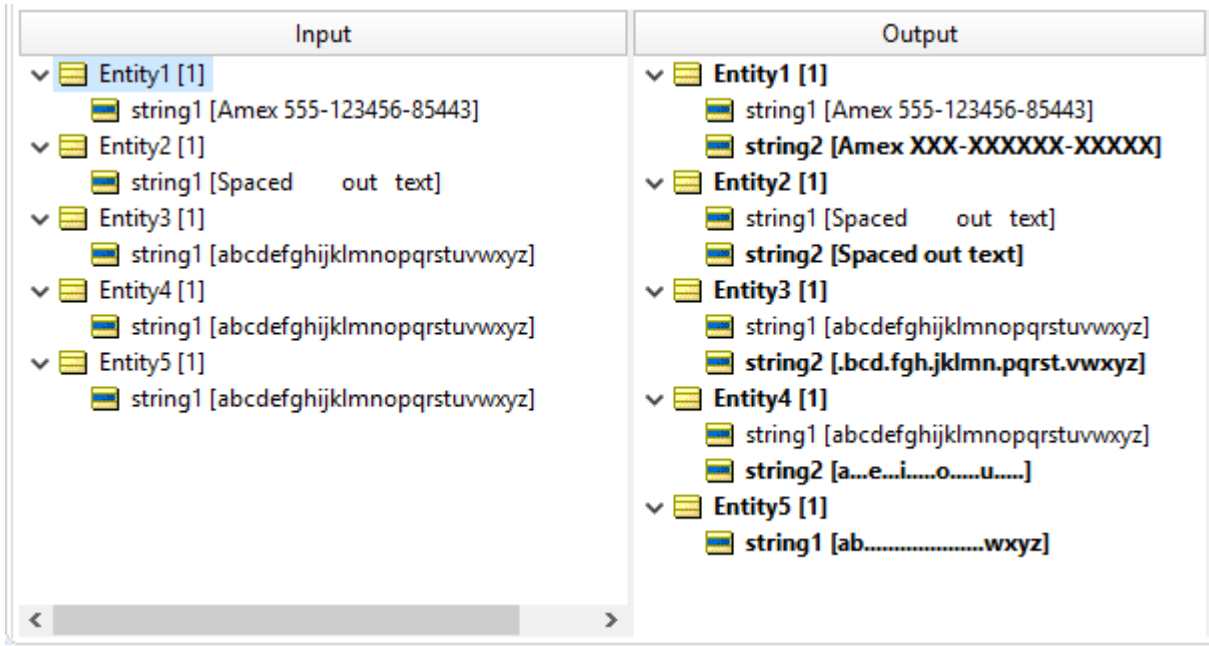 Input
Entity1 [1]
string1 [Amex 555-123456-85443]
Entity2 [1]
string1 [Spaced        out   text]
Entity3 [1]
string1 [abcdefghijklmnopqrstuvwxyz]
Entity4 [1]
string1 [abcdefghijklmnopqrstuvwxyz]
Entity5 [1]
string1 [abcdefghijklmnopqrstuvwxyz]
Output
Entity1 [1]
string1 [Amex 555-123456-85443]
string2 [Amex XXX-XXXXXX-XXXXX]
Entity2 [1]
string1 [Spaced        out   text]
string2 [Spaced out text]
Entity3 [1]
string1 [abcdefghijklmnopqrstuvwxyz]
string2 [.bcd.fgh.jklmn.pqrst.vwxyz]
Entity4 [1]
string1 [abcdefghijklmnopqrstuvwxyz]
string2 [a...e...i.....o.....u.....]
Entity5 [1]
string1 [ab....................wxyz]